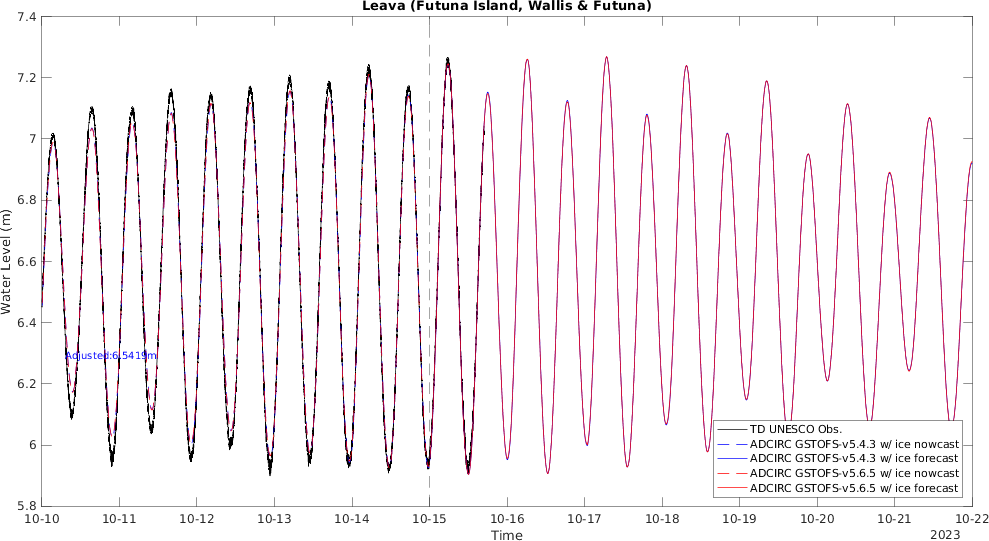 Leava (Futuna Island, Wallis & Futuna)
7.4
7.2
7
6.8
6.6
6.4
6.2
6
5.8
Water Level (m)
Adjusted:6.5419m
TD UNESCO Obs.
ADCIRC GSTOFS-v5.4.3 w/ ice nowcast
ADCIRC GSTOFS-v5.4.3 w/ ice forecast
ADCIRC GSTOFS-v5.6.5 w/ ice nowcast
ADCIRC GSTOFS-v5.6.5 w/ ice forecast
10-10 10-11 10-12 10-13 10-14 10-15 10-16 10-17 10-18 10-19 10-20 10-21 10-22
Time
2023